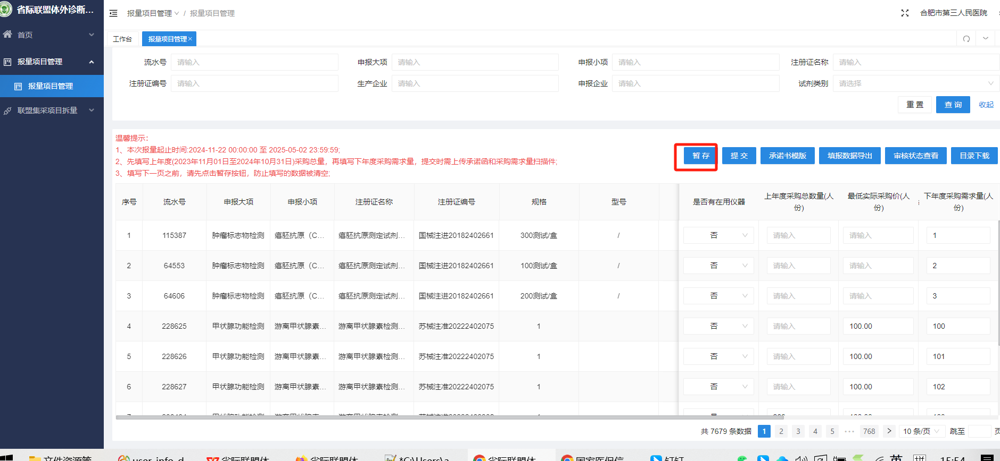 省际联盟体外诊断...
报量项目管理 / 报量项目管理
合肥市第三人民医院
首页
报量项目管理
报量项目管理
联盟集采项目拆量
工作台
报量项目管理×
流水号 请输入 申报大项 请输入 申报小项 请输入 注册证名称 请输入
注册证编号 请输入 生产企业 请输入 申报企业 请输入 试剂类别 请选择
重 置 查 询 收起
温馨提示:
1、本次报量起止时间:2024-11-22 00:00:00 至 2025-05-02 23:59:59;
2、先填写上年度(2023年11月01日至2024年10月31日)采购总量，再填写下年度采购需求量，提交时需上传承诺函和采购需求量扫描件;
3、填写下一页之前，请先点击暂存按钮，防止填写的数据被清空;
暂 存 提 交 承诺书模版 填报数据导出 审核状态查看 目录下载
序号 流水号 申报大项 申报小项 注册证名称 注册证编号 规格 型号 是否有在用仪器 上年度采购总数量(人份) 最低实际采购价(人份) 下年度采购需求量(人份)
1 115387 肿瘤标志物检测 癌胚抗原（C... 癌胚抗原测定试剂... 国械注进20182402661 300测试/盒 / 否 请输入 请输入 1
2 64553 肿瘤标志物检测 癌胚抗原（C... 癌胚抗原测定试剂... 国械注进20182402661 100测试/盒 / 否 请输入 请输入 2
3 64606 肿瘤标志物检测 癌胚抗原（C... 癌胚抗原测定试剂... 国械注进20182402661 200测试/盒 / 否 请输入 请输入 3
4 228625 甲状腺功能检测 游离甲状腺素... 游离甲状腺素检测... 苏械注准20222402075 1 否 请输入 100.00 100
5 228626 甲状腺功能检测 游离甲状腺素... 游离甲状腺素检测... 苏械注准20222402075 1 否 请输入 100.00 101
6 228627 甲状腺功能检测 游离甲状腺素... 游离甲状腺素检测... 苏械注准20222402075 1 否 请输入 100.00 102
共 7679 条数据 1 2 3 4 5 ••• 768 > 10 条/页 跳至 页
文件资源管 user_info_d 省际联盟体 省际联盟体 *C:\Users\a 省际联盟体 国家医保信 钉钉 英 拼 15:54